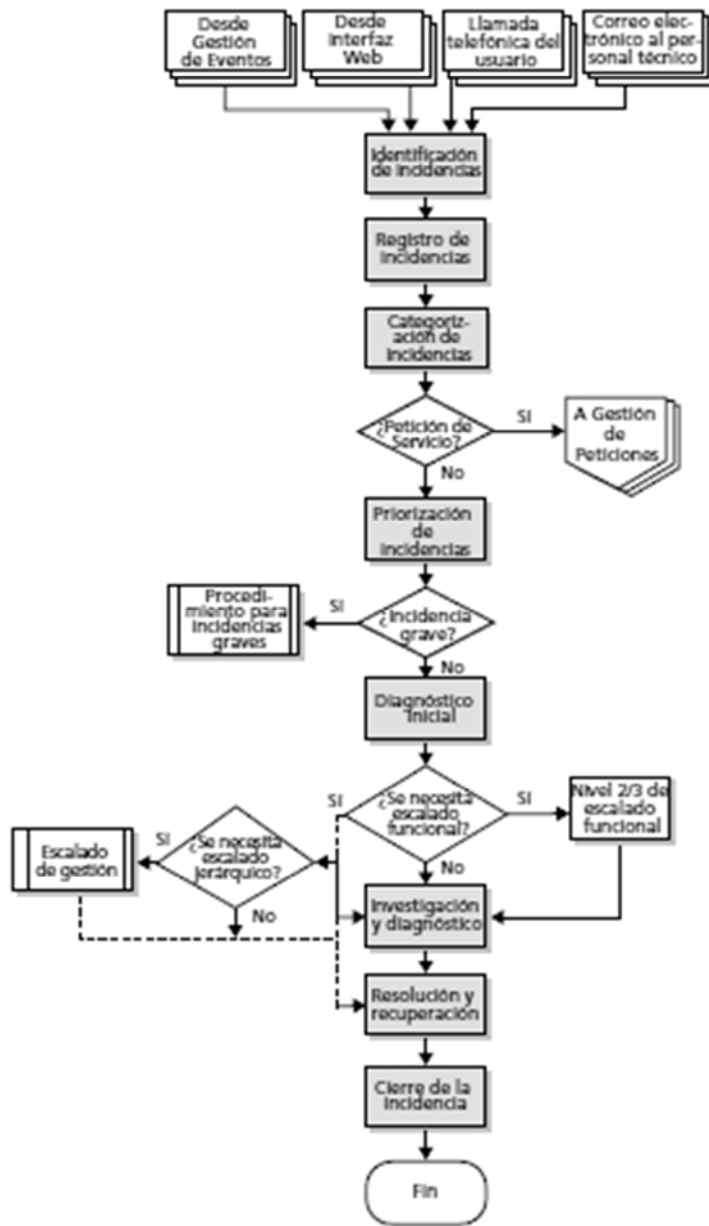 Desde
Gestión
de Eventos
Desde
Interfaz
Web
Llamada
telefónica del
usuario
Correo elec-
trónico al per-
sonal técnico
Identificación
de incidencias
Registro de
incidencias
Categoriz-
ación de
incidencias
¿Petición de
Servicio?
SI
A Gestión
de
Peticiones
No
Priorización
de
incidencias
Procedi-
miento para
incidencias
graves
SI
¿Incidencia
grave?
No
Diagnóstico
inicial
SI
¿Se necesita
escalado
funcional?
SI
Nivel 2/3 de
escalado
funcional
Escalado
de gestión
SI
¿Se necesita
escalado
jerárquico?
No
No
Investigación
y diagnóstico
Resolución y
recuperación
Cierre de la
incidencia
Fin